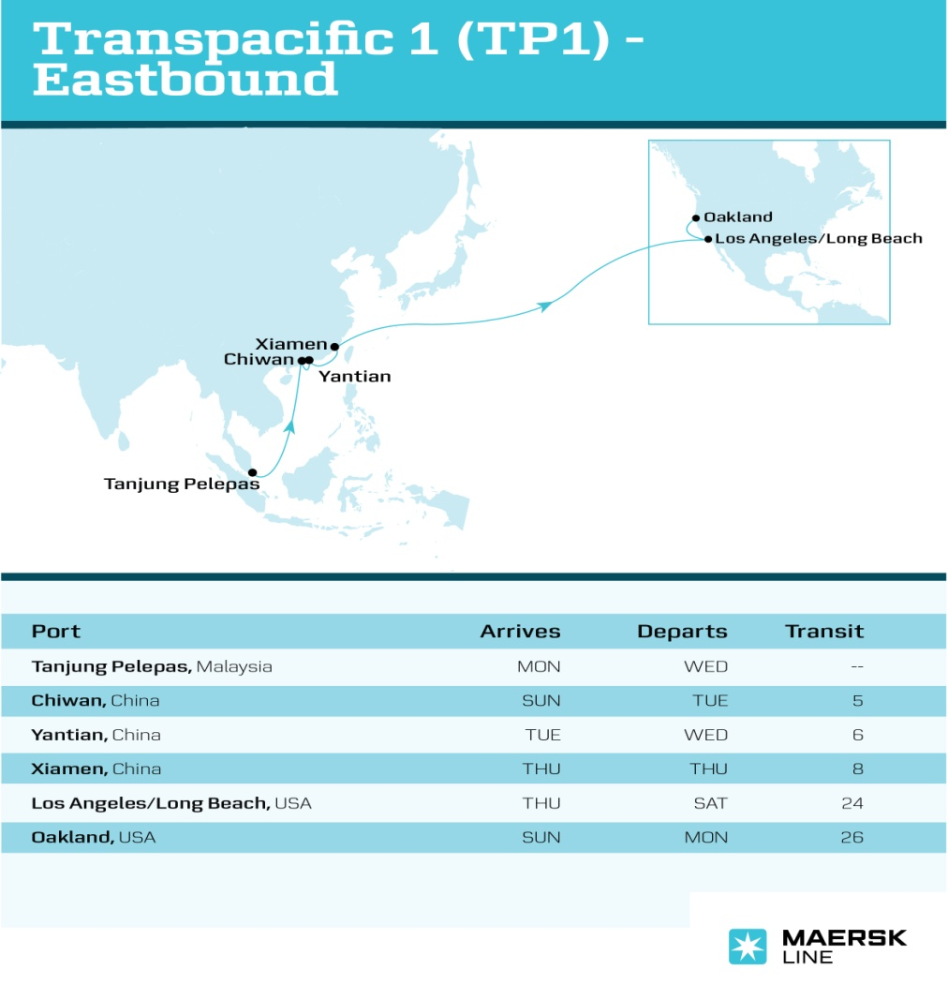 Transpacific 1 (TP1) -
Eastbound
Oakland
Los Angeles/Long Beach
Xiamen
Chiwan
Yantian
Tanjung Pelepas
Port Arrives Departs Transit
Tanjung Pelepas, Malaysia MON WED --
Chiwan, China SUN TUE 5
Yantian, China TUE WED 6
Xiamen, China THU THU 8
Los Angeles/Long Beach, USA THU SAT 24
Oakland, USA SUN MON 26
MAERSK
LINE